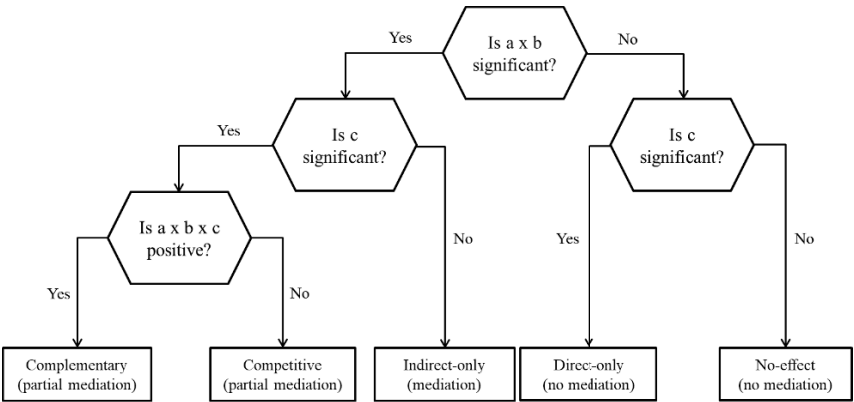 Is a x b
significant?
Yes
No
Is c
significant?
Is c
significant?
Yes
No
Yes
No
Is a x b x c
positive?
Yes
No
Complementary
(partial mediation)
Competitive
(partial mediation)
Indirect-only
(mediation)
Direct-only
(no mediation)
No-effect
(no mediation)